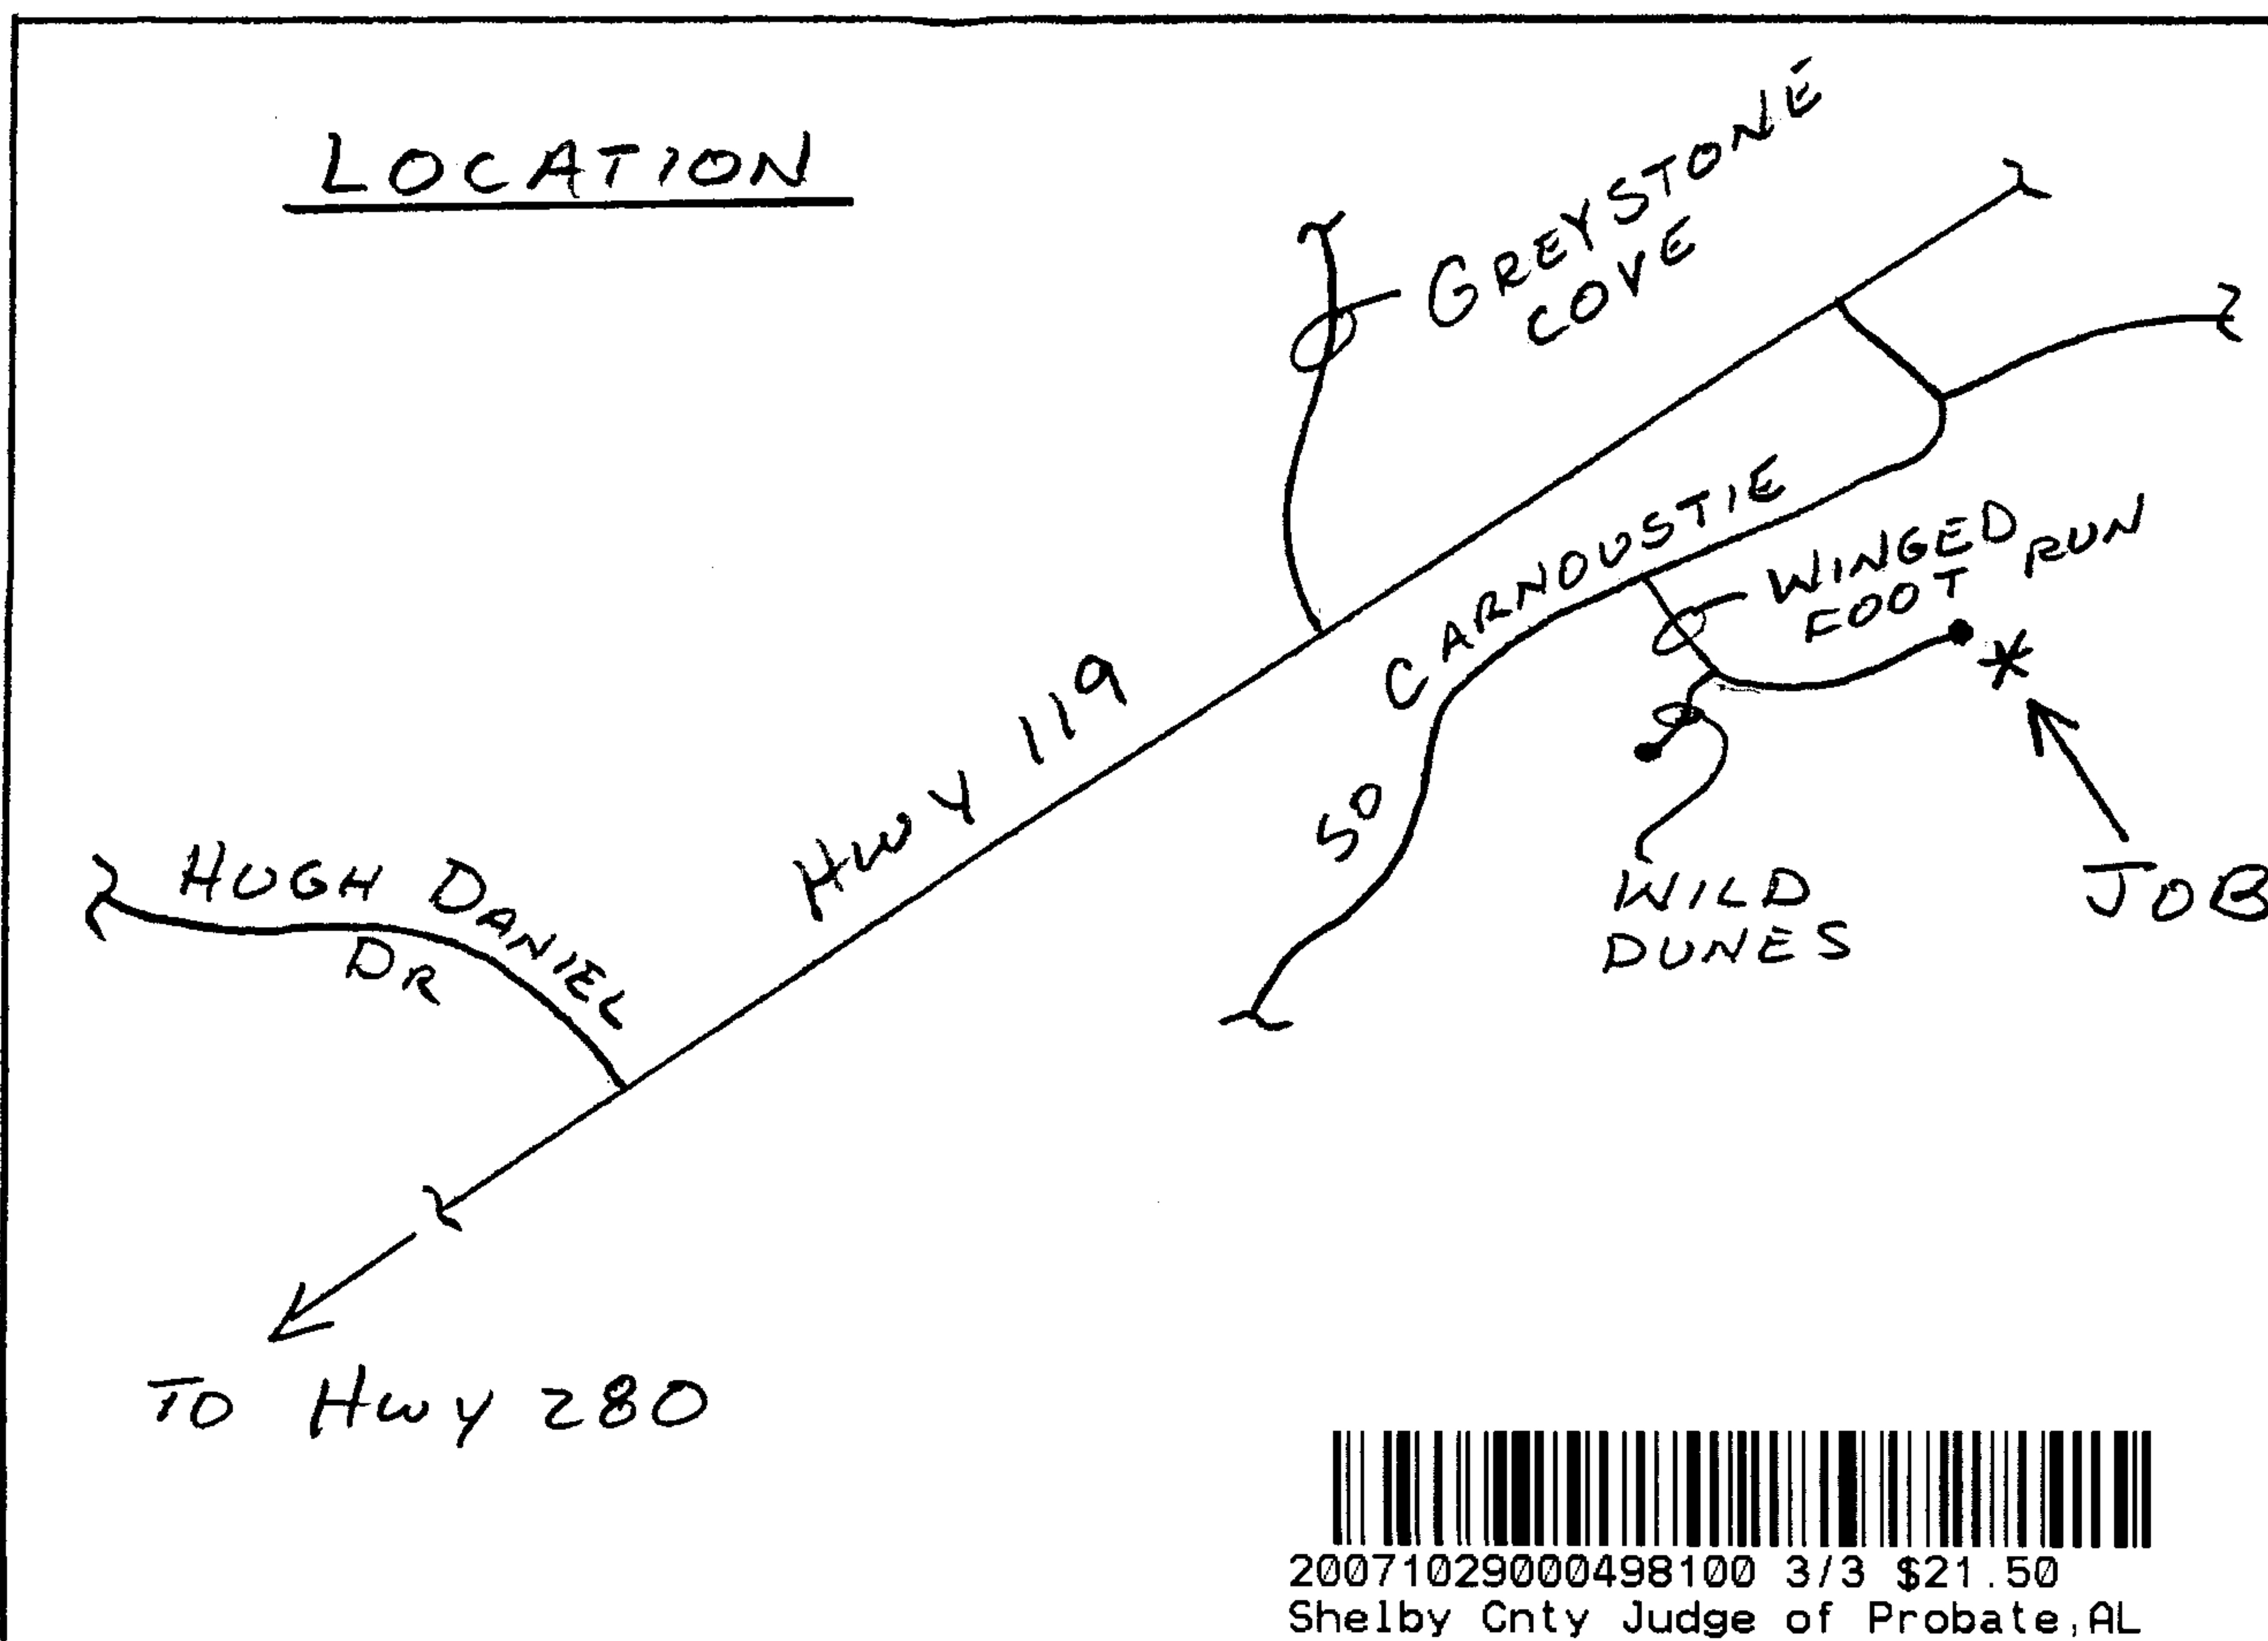 LOCATION
GREYSTONE
COVE
CARNOUSTIE
WINGED RUN
FOOT
HWY 119
SO
HUGH DANIEL
DR
WILD
DUNES
JOB
TO HWY 280
20071029000498100 3/3 $21.50
Shelby Cnty Judge of Probate,AL